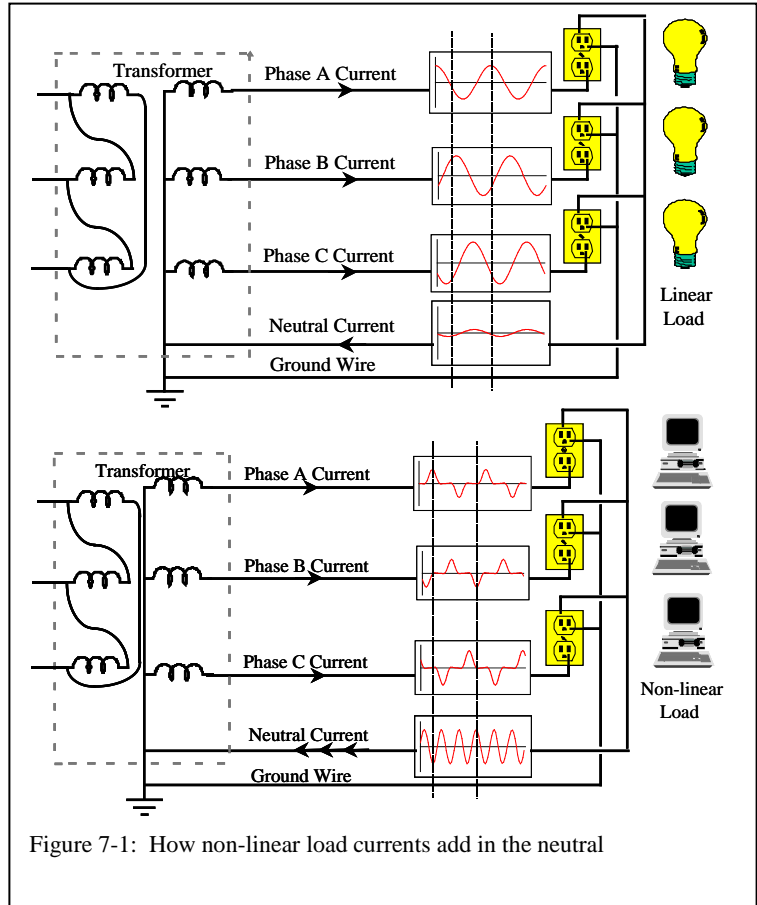 Transformer
Phase A Current
Phase B Current
Phase C Current
Neutral Current
Ground Wire
Linear
Load
Transformer
Phase A Current
Phase B Current
Phase C Current
Neutral Current
Ground Wire
Non-linear
Load
Figure 7-1: How non-linear load currents add in the neutral